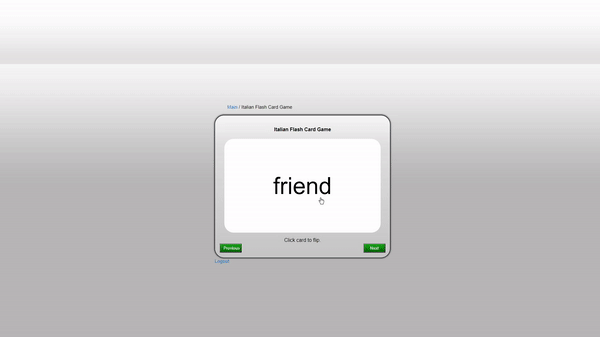 Main / Italian Flash Card Game
Italian Flash Card Game
friend
Click card to flip
Previous
Next
Logout